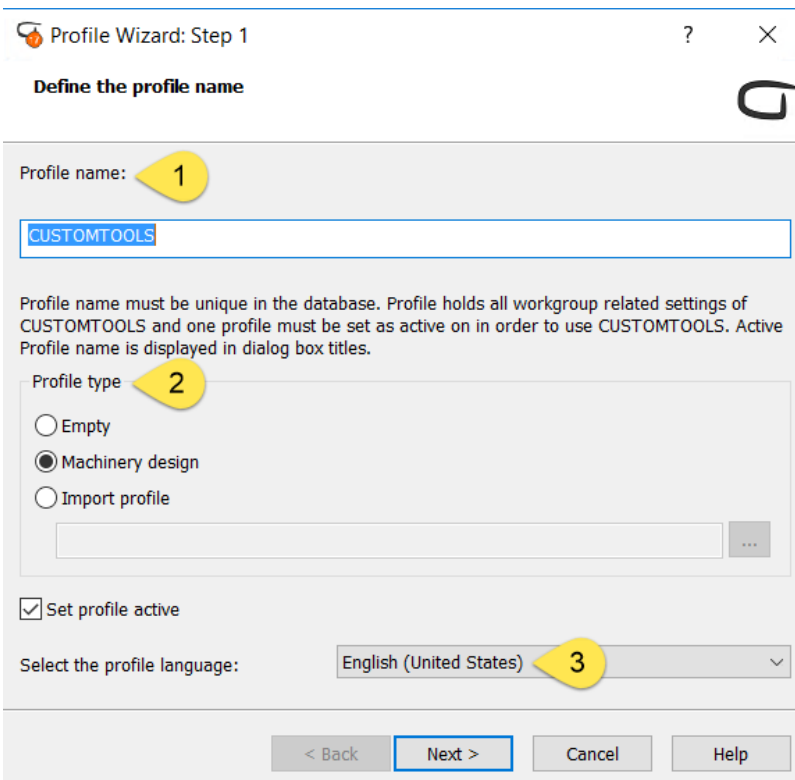 Profile Wizard: Step 1
?
Define the profile name
Profile name:
1
CUSTOMTOOLS
Profile name must be unique in the database. Profile holds all workgroup related settings of
CUSTOMTOOLS and one profile must be set as active on in order to use CUSTOMTOOLS. Active
Profile name is displayed in dialog box titles.
Profile type
2
Empty
Machinery design
Import profile
...
Set profile active
Select the profile language:
English (United States)
3
< Back
Next >
Cancel
Help